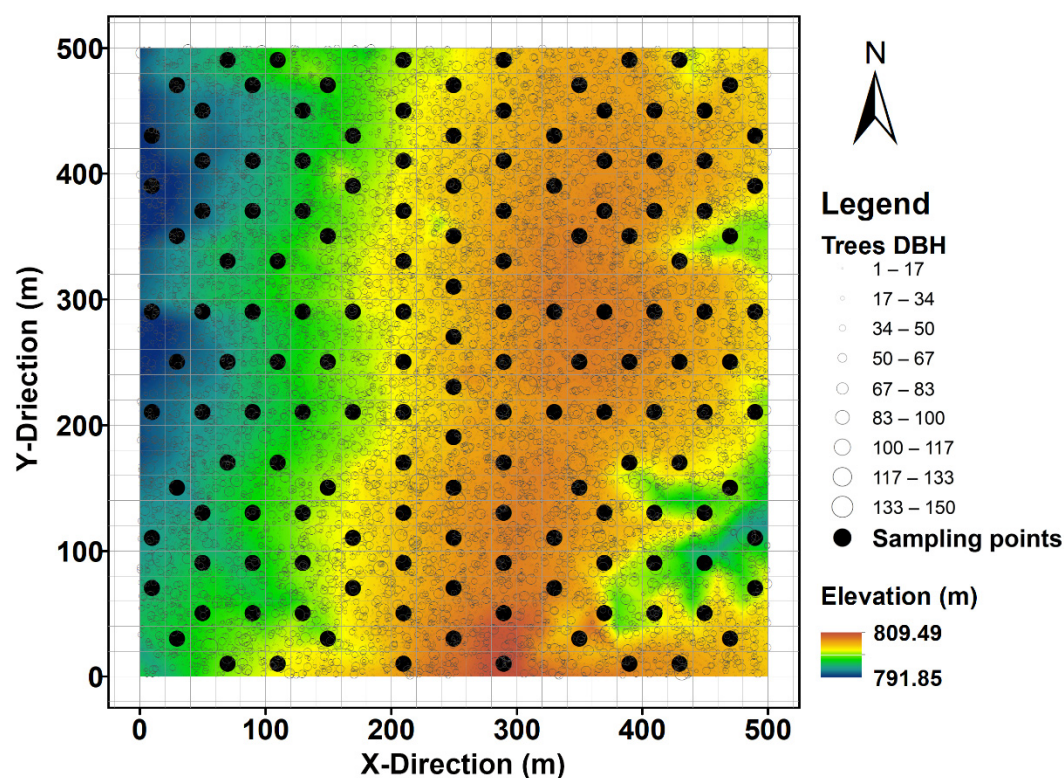 500
400
300
200
100
0
Y-Driection (m)
0 100 200 300 400 500
X-Direction (m)
N
Legend
Trees DBH
1 – 17
17 – 34
34 – 50
50 – 67
67 – 83
83 – 100
100 – 117
117 – 133
133 – 150
Sampling points
Elevation (m)
809.49
791.85